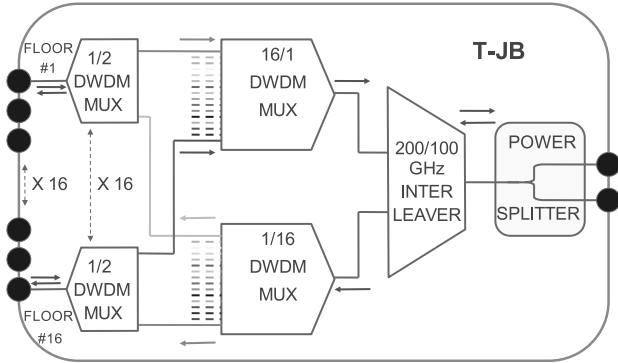 FLOOR
#1
1/2
DWDM
MUX
16/1
DWDM
MUX
T-JB
X 16
X 16
200/100
GHz
INTER
LEAVER
POWER
SPLITTER
1/2
DWDM
MUX
1/16
DWDM
MUX
FLOOR
#16